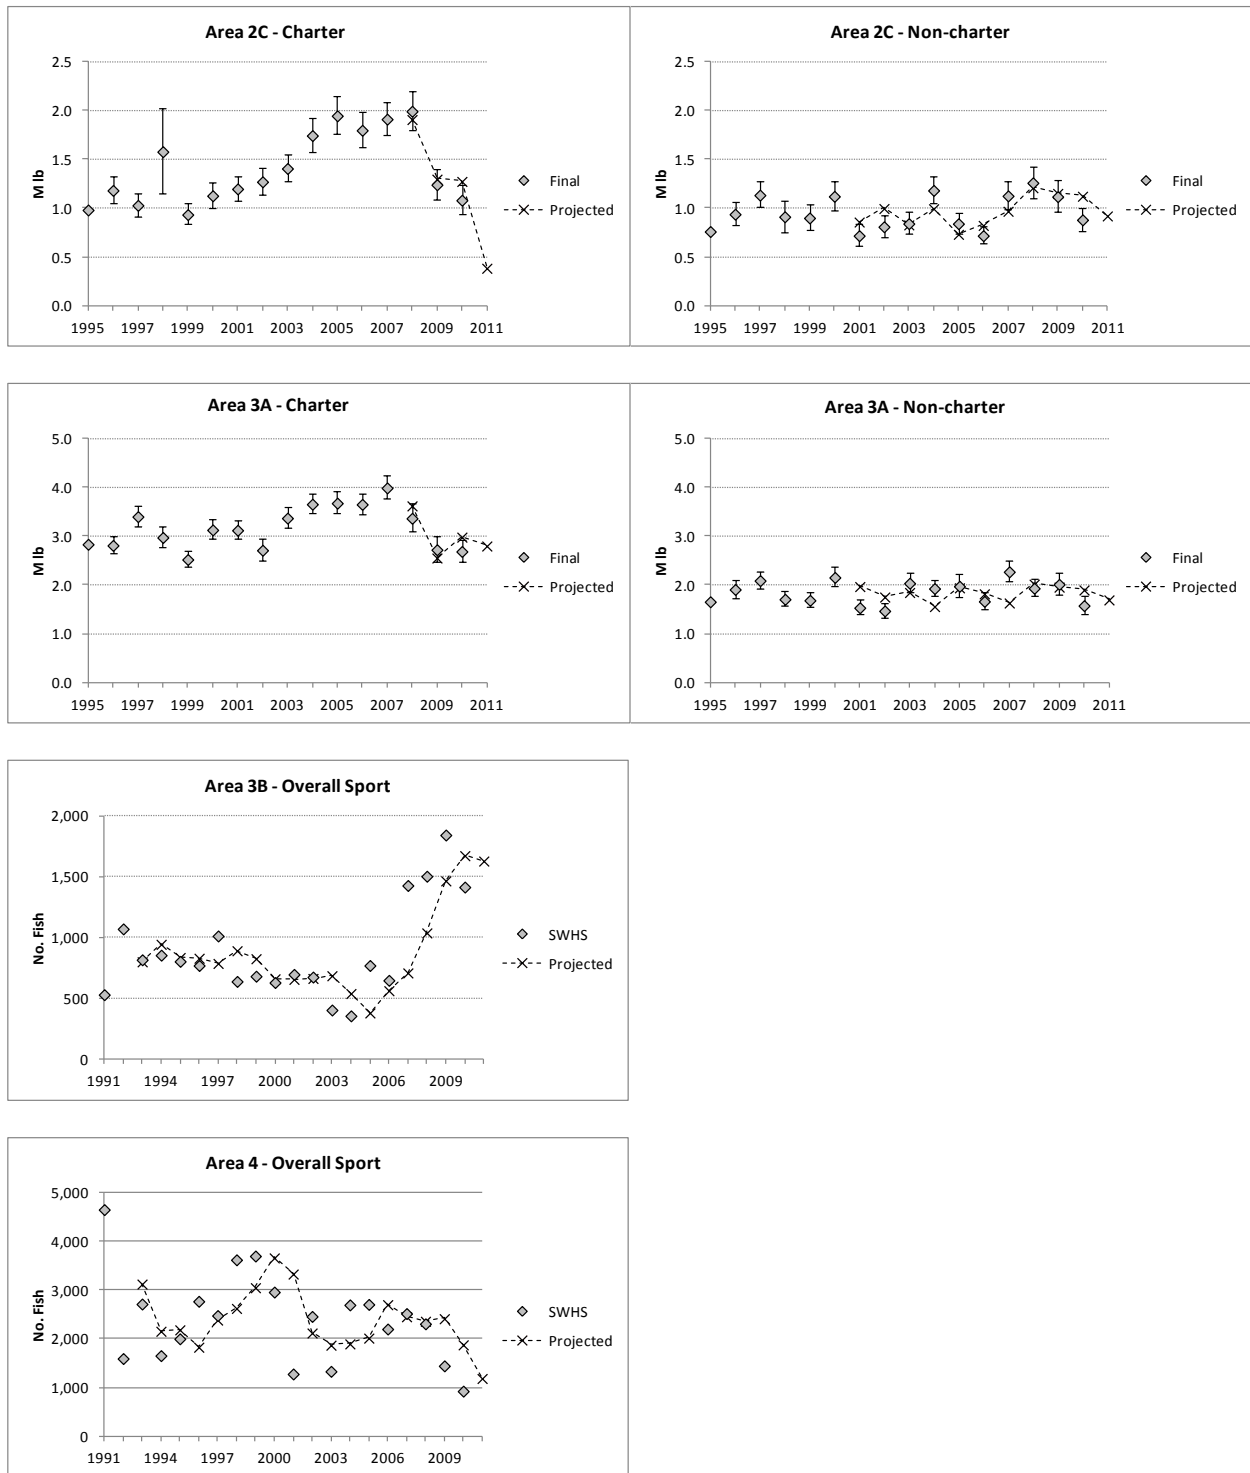 Area 2C - Charter
2.5
2.0
1.5
1.0
0.5
0.0
M lb
1995 1997 1999 2001 2003 2005 2007 2009 2011
Final
Projected
Area 2C - Non-charter
2.5
2.0
1.5
1.0
0.5
0.0
M lb
1995 1997 1999 2001 2003 2005 2007 2009 2011
Final
Projected
Area 3A - Charter
5.0
4.0
3.0
2.0
1.0
0.0
M lb
1995 1997 1999 2001 2003 2005 2007 2009 2011
Final
Projected
Area 3A - Non-charter
5.0
4.0
3.0
2.0
1.0
0.0
M lb
1995 1997 1999 2001 2003 2005 2007 2009 2011
Final
Projected
Area 3B - Overall Sport
2,000
1,500
1,000
500
0
No. Fish
1991 1994 1997 2000 2003 2006 2009
SWHS
Projected
Area 4 - Overall Sport
5,000
4,000
3,000
2,000
1,000
0
No. Fish
1991 1994 1997 2000 2003 2006 2009
SWHS
Projected